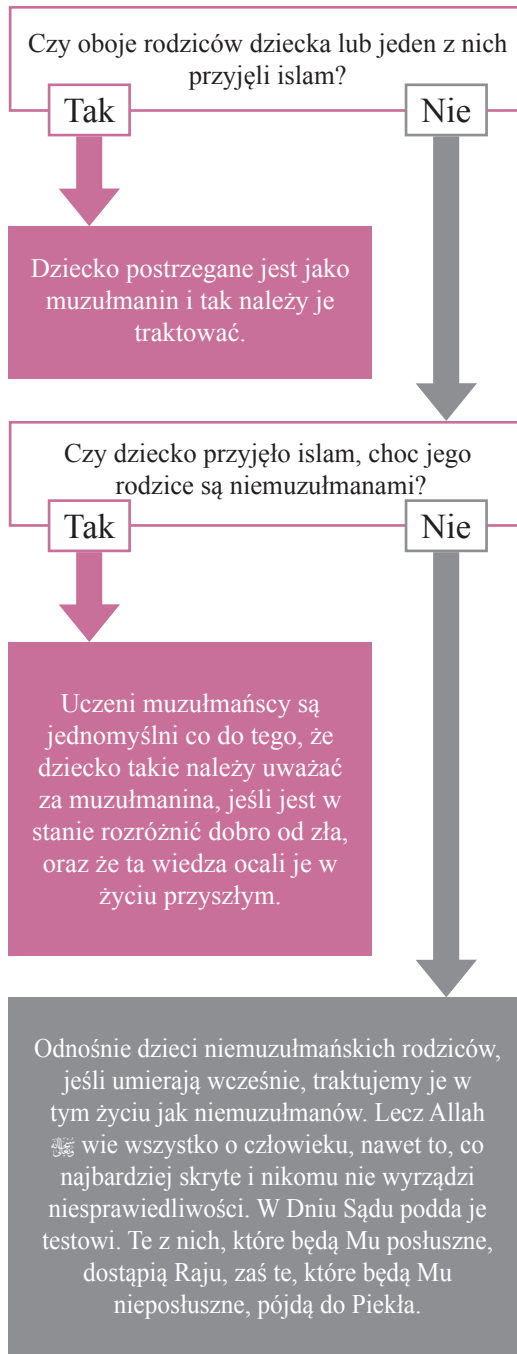 Czy oboje rodziców dziecka lub jeden z nich
przyjęli islam?
Tak
Nie
Dziecko postrzegane jest jako
muzułmanin i tak należy je
traktować.
Czy dziecko przyjęło islam, choc jego
rodzice są niemuzułmanami?
Tak
Nie
Uczeni muzułmańscy są
jednomyślni co do tego, że
dziecko takie należy uważać
za muzułmanina, jeśli jest w
stanie rozróżnić dobro od zła,
oraz że ta wiedza ocali je w
życiu przyszłym.
Odnośnie dzieci niemuzułmańskich rodziców,
jeśli umierają wcześnie, traktujemy je w
tym życiu jak niemuzułmanów. Lecz Allah
wie wszystko o człowieku, nawet to, co
najbardziej skryte i nikomu nie wyrządzi
niesprawiedliwości. W Dniu Sądu podda je
testowi. Te z nich, które będą Mu posłuszne,
dostąpią Raju, zaś te, które będą Mu
nieposłuszne, pójdą do Piekła.